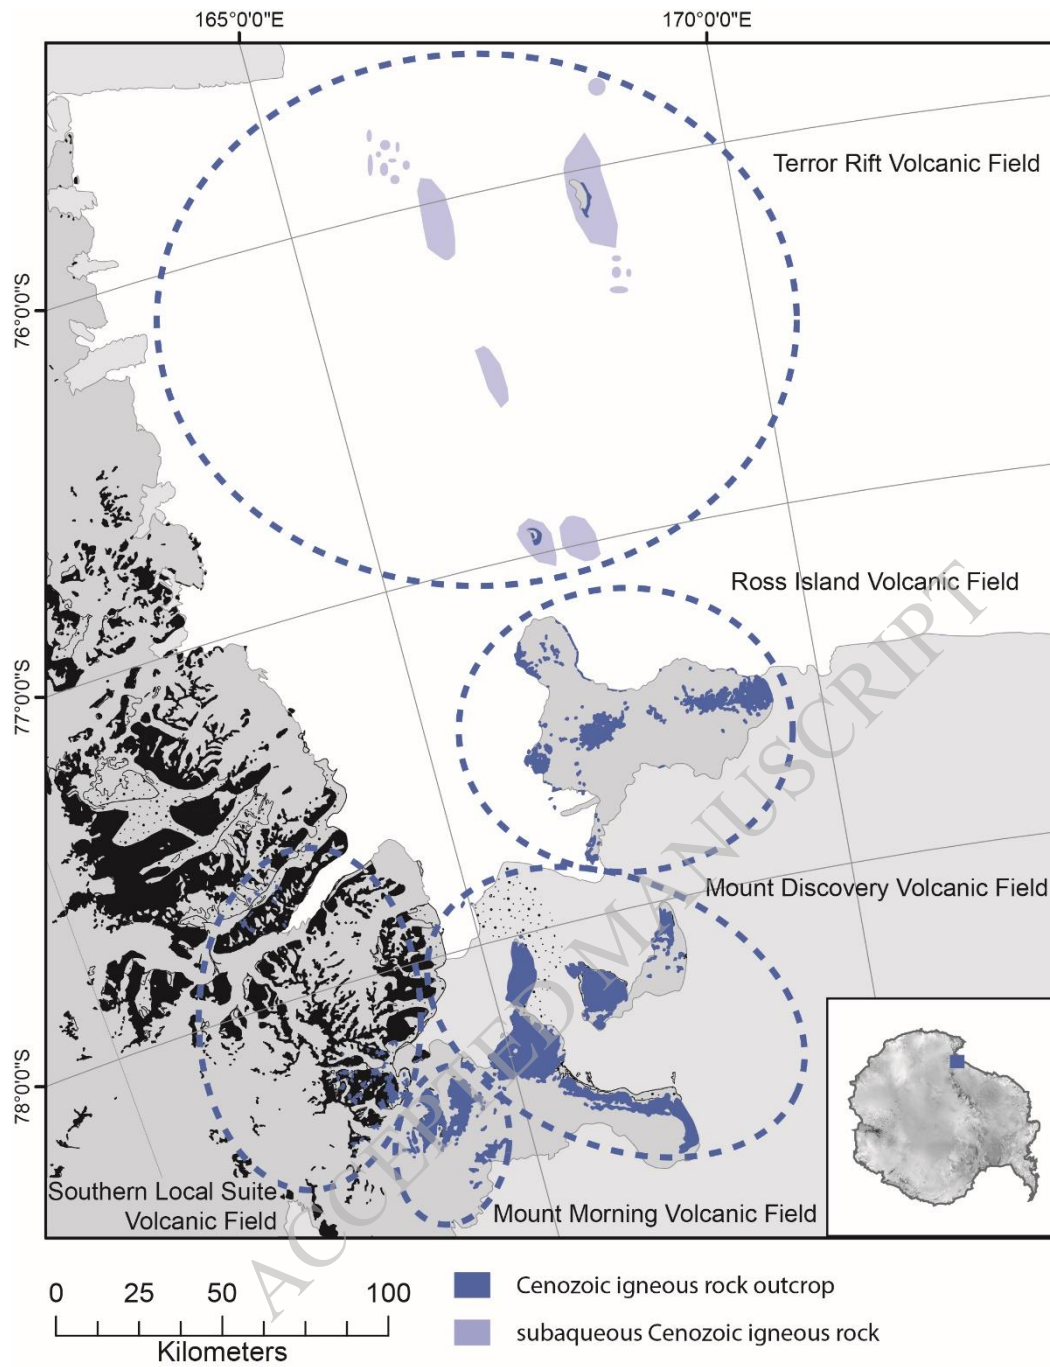 165°0'0"E
170°0'0"E
Terror Rift Volcanic Field
76°0'0"S
Ross Island Volcanic Field
77°0'0"S
Mount Discovery Volcanic Field
78°0'0"S
Southern Local Suite
Volcanic Field
Mount Morning Volcanic Field
ACCEPTED MANUSCRIPT
0 25 50 100
Kilometers
Cenozoic igneous rock outcrop
subaqueous Cenozoic igneous rock